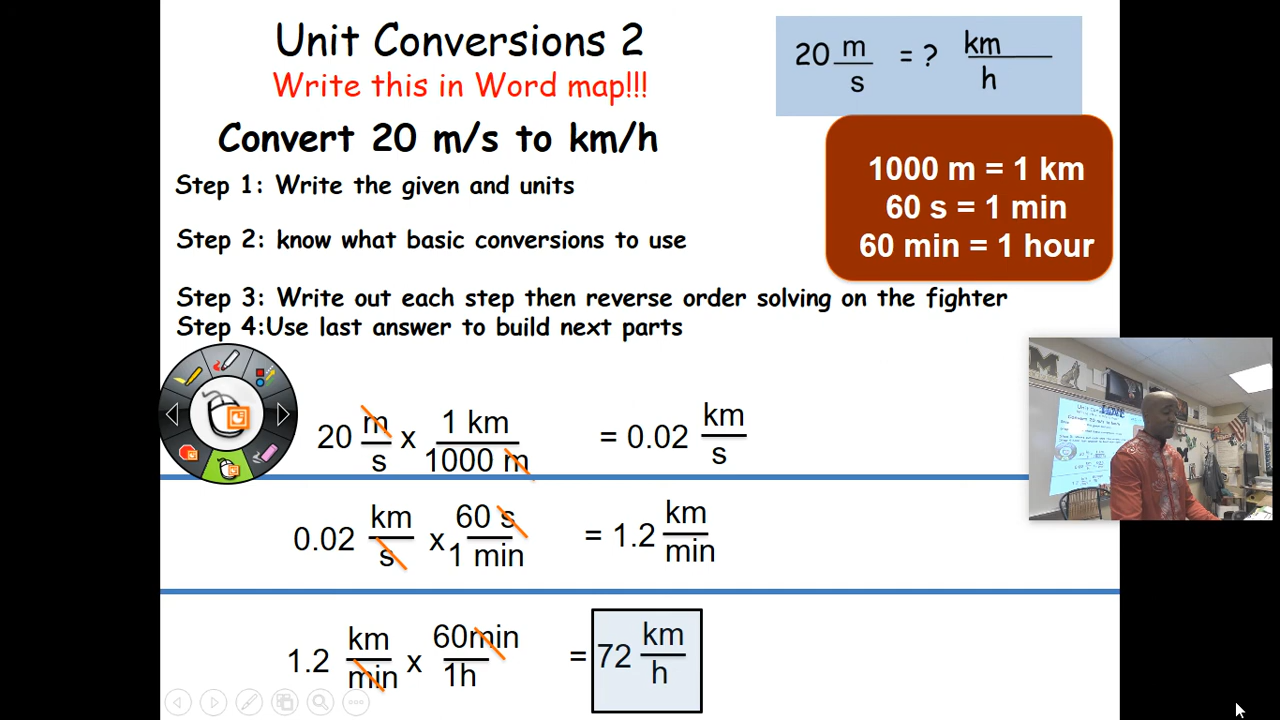 Unit Conversions 2
Write this in Word map!!!
Convert 20 m/s to km/h
20 m/s = ? km/h
1000 m = 1 km
60 s = 1 min
60 min = 1 hour
Step 1: Write the given and units
Step 2: know what basic conversions to use
Step 3: Write out each step then reverse order solving on the fighter
Step 4:Use last answer to build next parts
20 m/s x 1 km/1000 m = 0.02 km/s
0.02 km/s x 60 s/1 min = 1.2 km/min
1.2 km/min x 60min/1h = 72 km/h